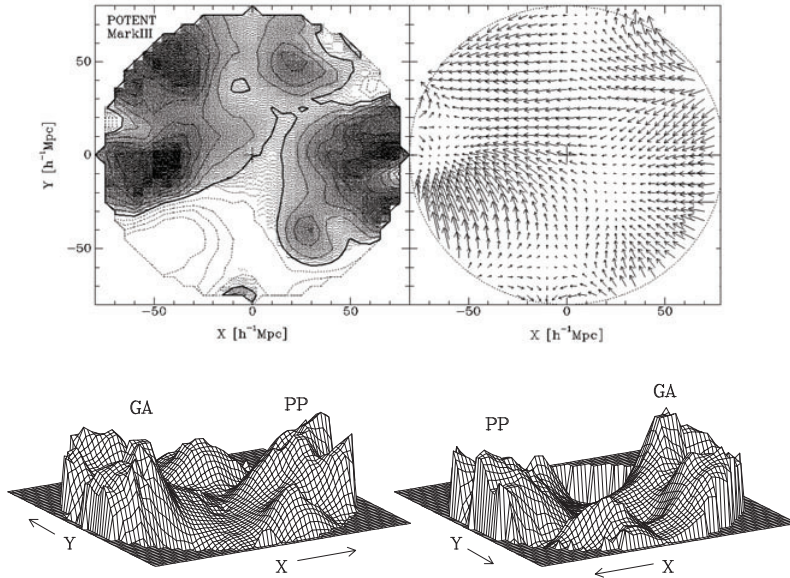 POTENT
MarkIII
50
0
−50
Y [h⁻¹Mpc]
−50 0 50
X [h⁻¹Mpc]
−50 0 50
X [h⁻¹Mpc]
GA
PP
Y
X
GA
PP
Y
X